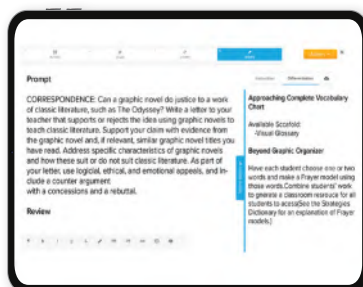 Prompt
CORRESPONDENCE: Can a graphic novel do justice to a work
of classic literature, such as The Odyssey? Write a letter to your
teacher that supports or rejects the idea using graphic novels to
teach classic literature. Support your claim with evidence from
the graphic novel and, if relevant, similar graphic novel titles you
have read. Address specific characteristics of graphic novels
and how these suit or do not suit classic literature. As part of
your letter, use logicial, ethical, and emotional appeals, and in-
clude a counter argument
with a concessions and a rebuttal.
Review
Differentiation
Approaching Complete Vocabulary
Chart
Available Scorfold:
-Visual Glossary
Beyond Graphic Organizer
Have each student choose one or two
words and make a Frayer model using
those words.Combine students' work
to generate a classroom resource for all
students to access(See the Strategies
Dictionary for an explanation of Frayer
models.)